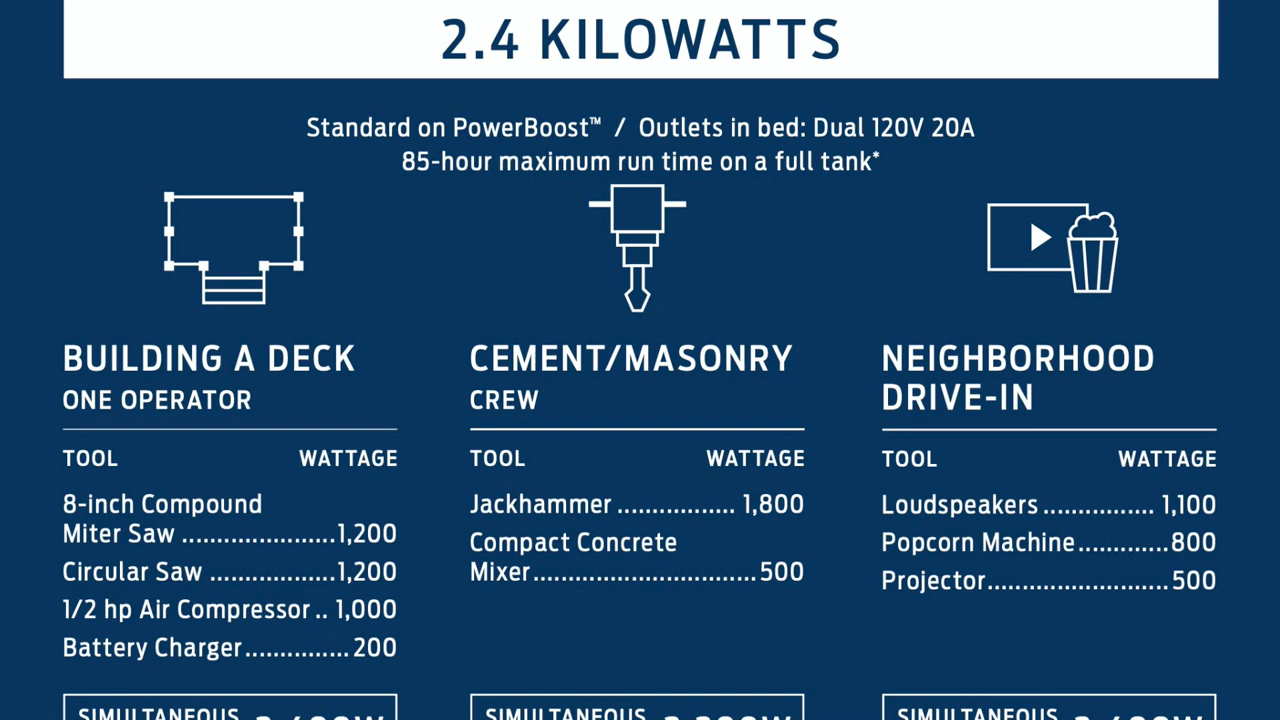 2.4 KILOWATTS
Standard on PowerBoost™ / Outlets in bed: Dual 120V 20A
85-hour maximum run time on a full tank*
BUILDING A DECK
ONE OPERATOR
TOOL WATTAGE
8-inch Compound
Miter Saw ......................1,200
Circular Saw ..................1,200
1/2 hp Air Compressor .. 1,000
Battery Charger ............... 200
CEMENT/MASONRY
CREW
TOOL WATTAGE
Jackhammer ................. 1,800
Compact Concrete
Mixer ................................ 500
NEIGHBORHOOD
DRIVE-IN
TOOL WATTAGE
Loudspeakers ................ 1,100
Popcorn Machine .............800
Projector ..........................500
SIMULTANEOUS
SIMULTANEOUS
SIMULTANEOUS